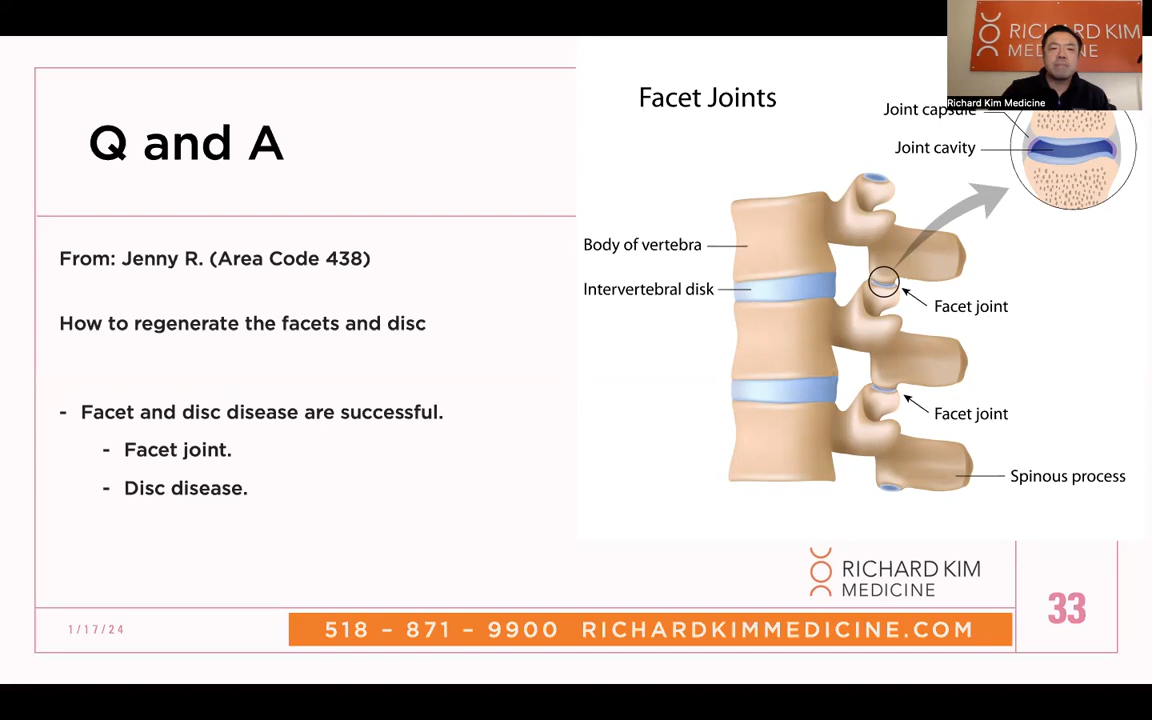 RICHARD KIM
MEDICINE
Richard Kim Medicine
Q and A
From: Jenny R. (Area Code 438)
How to regenerate the facets and disc
- Facet and disc disease are successful.
- Facet joint.
- Disc disease.
Facet Joints
Joint capsule
Joint cavity
Body of vertebra
Intervertebral disk
Facet joint
Facet joint
Spinous process
RICHARD KIM
MEDICINE
33
1/17/24
518 – 871 – 9900 RICHARDKIMMEDICINE.COM